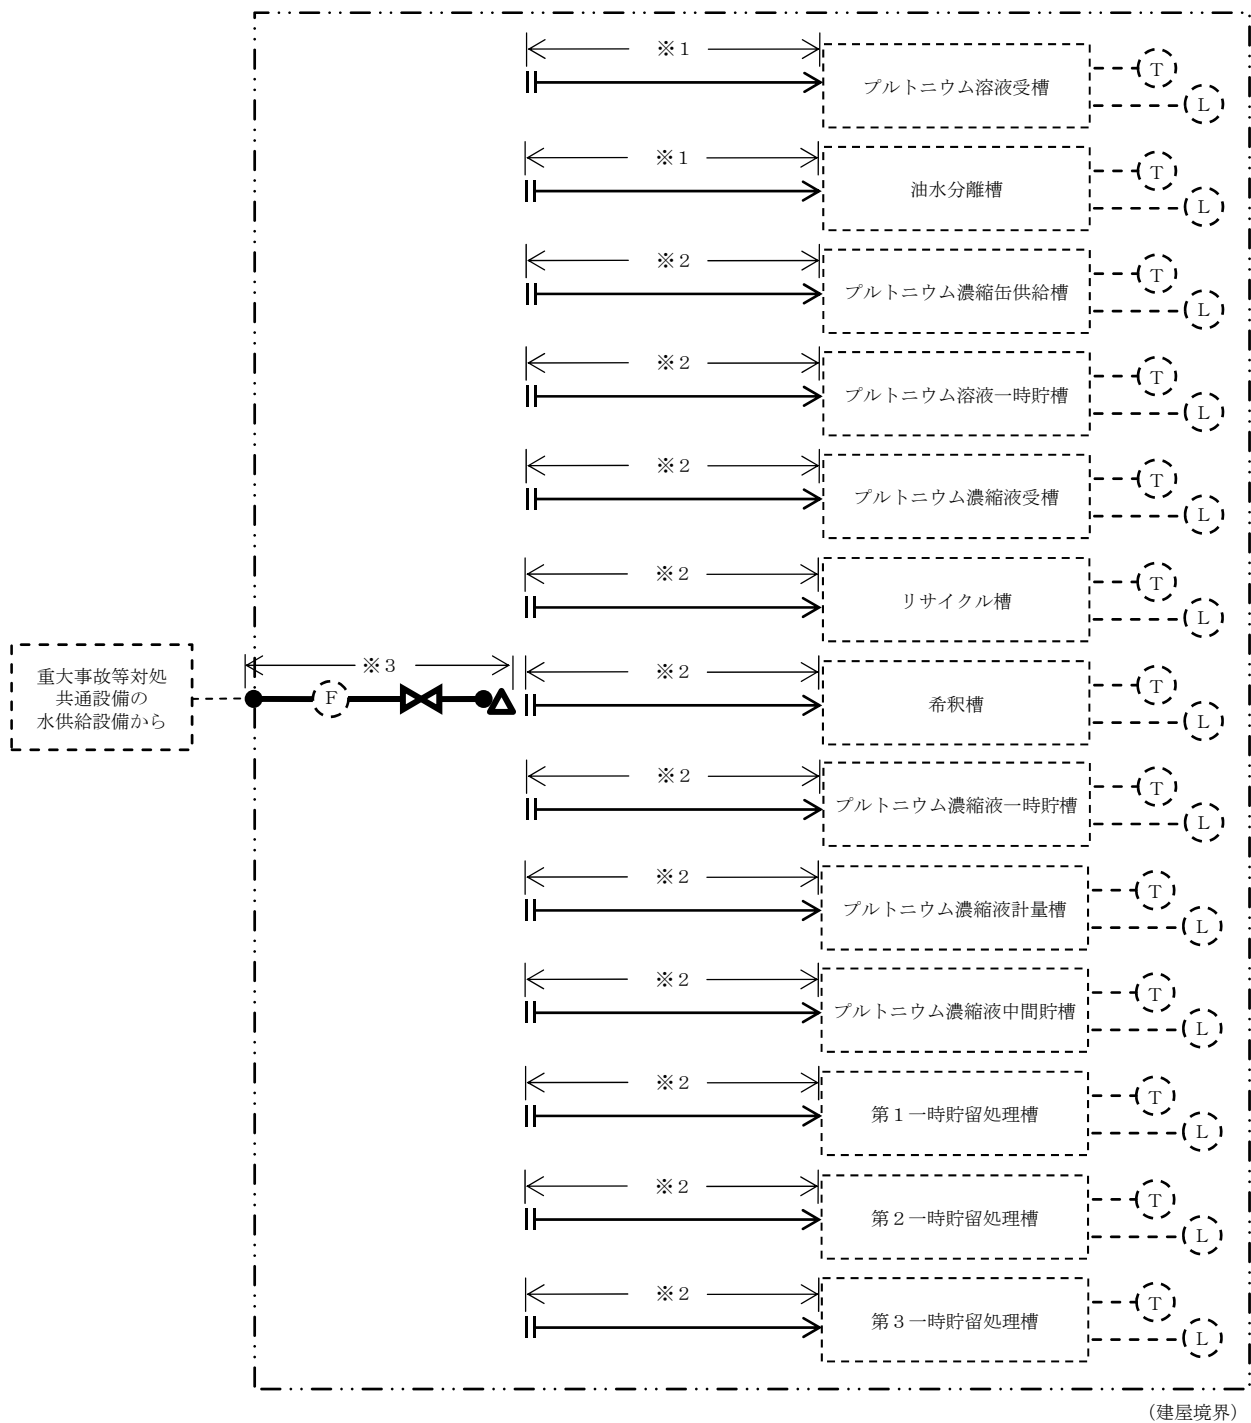 ※１
プルトニウム溶液受槽
T
L
※１
油水分離槽
T
L
※２
プルトニウム濃縮缶供給槽
T
L
※２
プルトニウム溶液一時貯槽
T
L
※２
プルトニウム濃縮液受槽
T
L
※２
リサイクル槽
T
L
重大事故等対処
共通設備の
水供給設備から
※３
F
※２
希釈槽
T
L
※２
プルトニウム濃縮液一時貯槽
T
L
※２
プルトニウム濃縮液計量槽
T
L
※２
プルトニウム濃縮液中間貯槽
T
L
※２
第１一時貯留処理槽
T
L
※２
第２一時貯留処理槽
T
L
※２
第３一時貯留処理槽
T
L
（建屋境界）